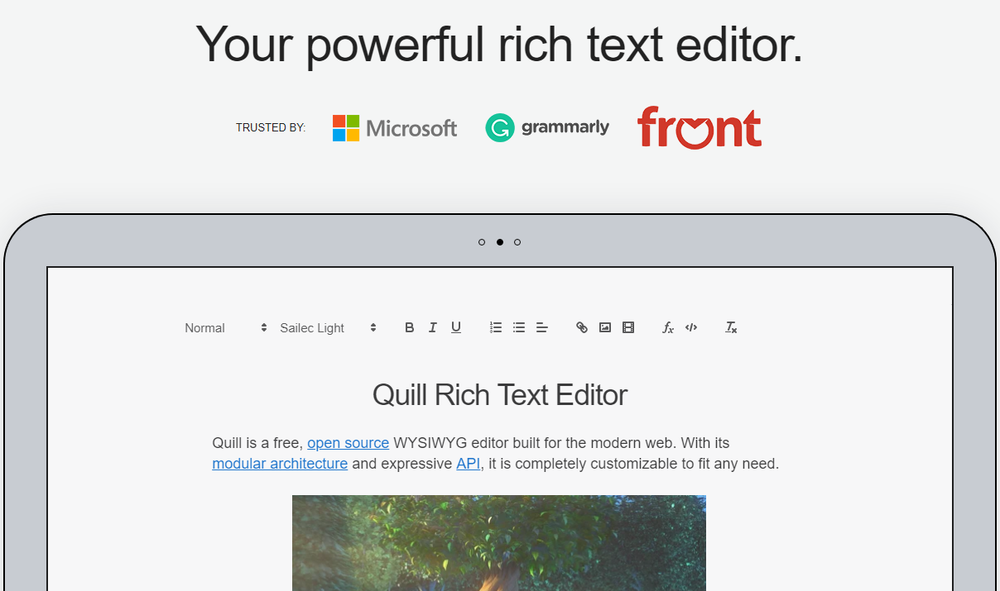 Your powerful rich text editor.
TRUSTED BY: Microsoft grammarly front
Normal Sailec Light B I U
Quill Rich Text Editor
Quill is a free, open source WYSIWYG editor built for the modern web. With its
modular architecture and expressive API, it is completely customizable to fit any need.